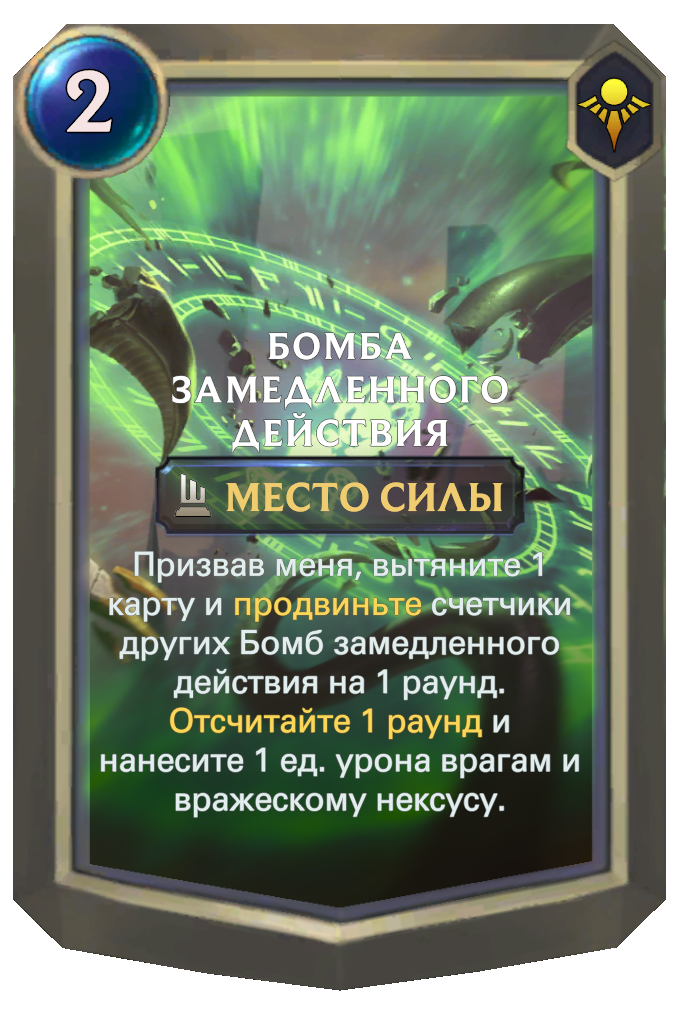 2
БОМБА
ЗАМЕДЛЕННОГО
ДЕЙСТВИЯ
МЕСТО СИЛЫ
Призвав меня, вытяните 1
карту и продвиньте счетчики
других Бомб замедленного
действия на 1 раунд.
Отсчитайте 1 раунд и
нанесите 1 ед. урона врагам и
вражескому нексусу.